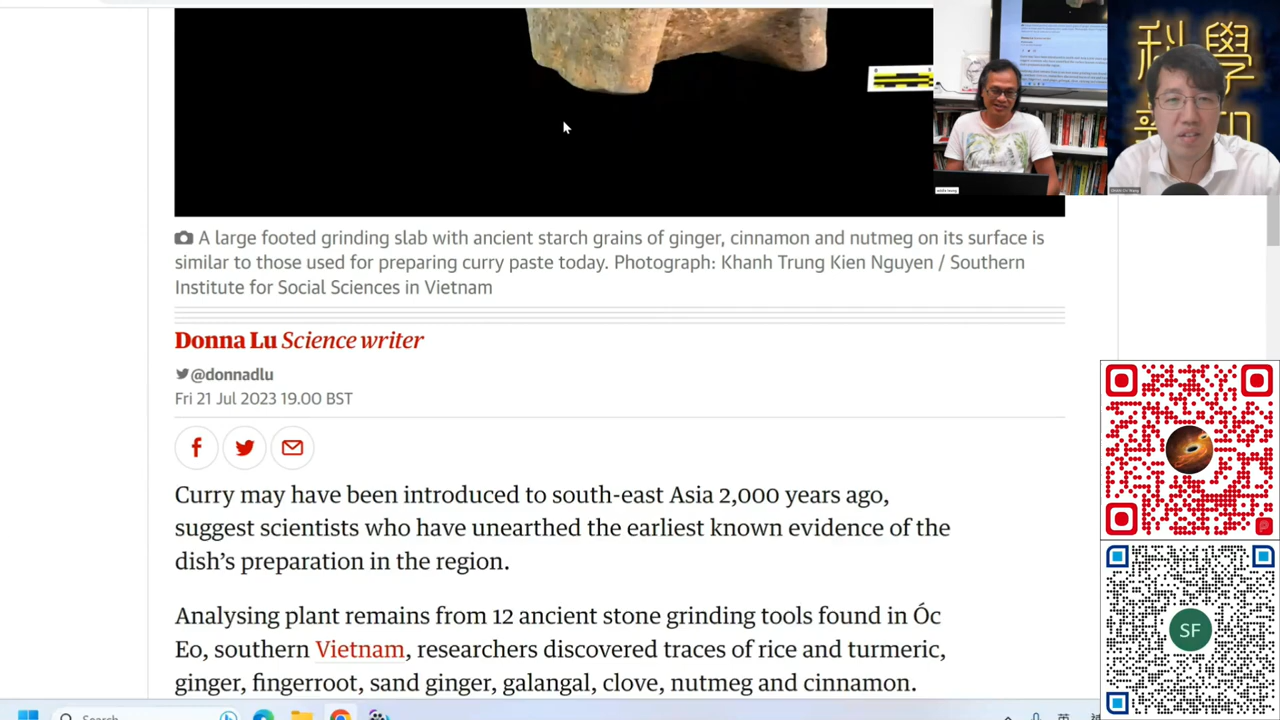 A large footed grinding slab with ancient starch grains of ginger, cinnamon and nutmeg on its surface is
similar to those used for preparing curry paste today. Photograph: Khanh Trung Kien Nguyen / Southern
Institute for Social Sciences in Vietnam
Donna Lu Science writer
@donnadlu
Fri 21 Jul 2023 19.00 BST
Curry may have been introduced to south-east Asia 2,000 years ago,
suggest scientists who have unearthed the earliest known evidence of the
dish's preparation in the region.
Analysing plant remains from 12 ancient stone grinding tools found in Óc
Eo, southern Vietnam, researchers discovered traces of rice and turmeric,
ginger, fingerroot, sand ginger, galangal, clove, nutmeg and cinnamon.
科學
SF
Search